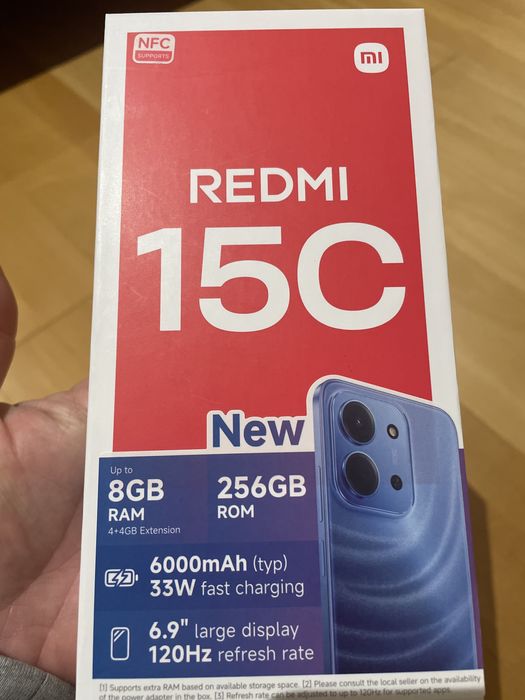 NFC
SUPPORTS
mi
REDMI
15C
New
Up to
8GB
RAM
4+4GB Extension
256GB
ROM
6000mAh (typ)
33W fast charging
6.9" large display
120Hz refresh rate
[1] Supports extra RAM based on available storage space. [2] Please consult the local seller on the availability
of the power adapter in the box. [3] Refresh rate can be adjusted to up to 120Hz for supported apps.